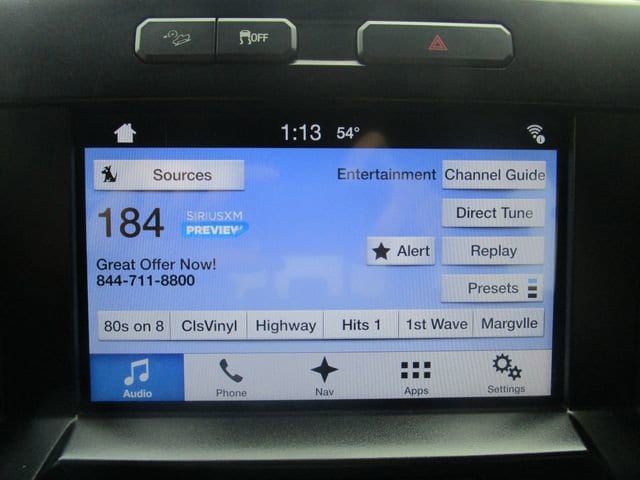 OFF
1:13 54°
Sources Entertainment Channel Guide
184 SIRIUSXM PREVIEW Direct Tune
Alert Replay
Great Offer Now!
844-711-8800 Presets
80s on 8 ClsVinyl Highway Hits 1 1st Wave Margvlle
Audio Phone Nav Apps Settings